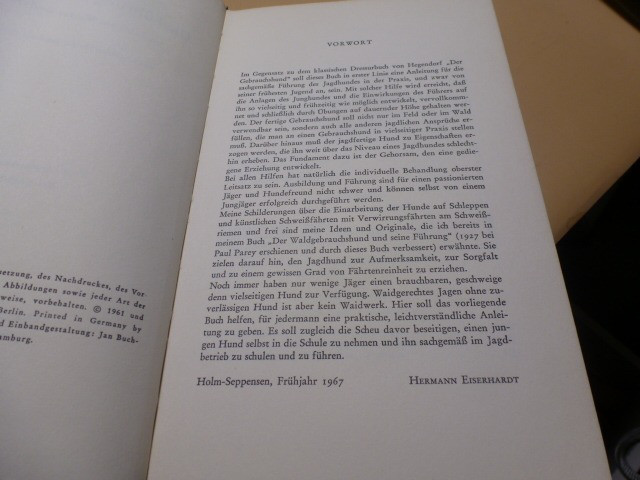 etzung, des Nachdruckes, des Vor-
Abbildungen sowie jeder Art der
weise, vorbehalten. © 1961 und
Berlin. Printed in Germany by
d Einbandgestaltung: Jan Buch-
amburg.
VORWORT
Im Gegensatz zu dem klassischen Dressurbuch von Hegendorf „Der
Gebrauchshund" soll dieses Buch in erster Linie eine Anleitung für die
sachgemäße Führung der Jagdhundes in der Praxis, und zwar von
seiner frühesten Jugend an, sein. Mit solcher Hilfe wird erreicht, daß
die Anlagen des Junghundes und die Einwirkungen des Führers auf
ihn so vielseitig und frühzeitig wie möglich entwickelt, vervollkomm-
net und schließlich durch Übungen auf dauernder Höhe gehalten wer-
den. Der fertige Gebrauchshund soll nicht nur im Feld oder im Wald
verwendbar sein, sondern auch alle anderen jagdlichen Ansprüche er-
füllen, die man an einen Gebrauchshund in vielseitiger Praxis stellen
muß. Darüber hinaus muß der jagdfertige Hund zu Eigenschaften er-
zogen werden, die ihn weit über das Niveau eines Jagdhundes schlecht-
hin erheben. Das Fundament dazu ist der Gehorsam, den eine gedie-
gene Erziehung entwickelt.
Bei allen Hilfen hat natürlich die individuelle Behandlung oberster
Leitsatz zu sein. Ausbildung und Führung sind für einen passionierten
Jäger und Hundefreund nicht schwer und können selbst von einem
Jungjäger erfolgreich durchgeführt werden.
Meine Schilderungen über die Einarbeitung der Hunde auf Schleppen
und künstlichen Schweißfährten mit Verwirrungsfährten am Schweiß-
riemen und frei sind meine Ideen und Originale, die ich bereits in
meinem Buch „Der Waldgebrauchshund und seine Führung" (1927 bei
Paul Parey erschienen und durch dieses Buch verbessert) erwähnte. Sie
zielen darauf hin, den Jagdhund zur Aufmerksamkeit, zur Sorgfalt
und zu einem gewissen Grad von Fährtenreinheit zu erziehen.
Noch immer haben nur wenige Jäger einen brauchbaren, geschweige
denn vielseitigen Hund zur Verfügung. Waidgerechtes Jagen ohne zu-
verlässigen Hund ist aber kein Waidwerk. Hier soll das vorliegende
Buch helfen, für jedermann eine praktische, leichtverständliche Anlei-
tung zu geben. Es soll zugleich die Scheu davor beseitigen, einen jun-
gen Hund selbst in die Schule zu nehmen und ihn sachgemäß im Jagd-
betrieb zu schulen und zu führen.
Holm-Seppensen, Frühjahr 1967 HERMANN EISERHARDT